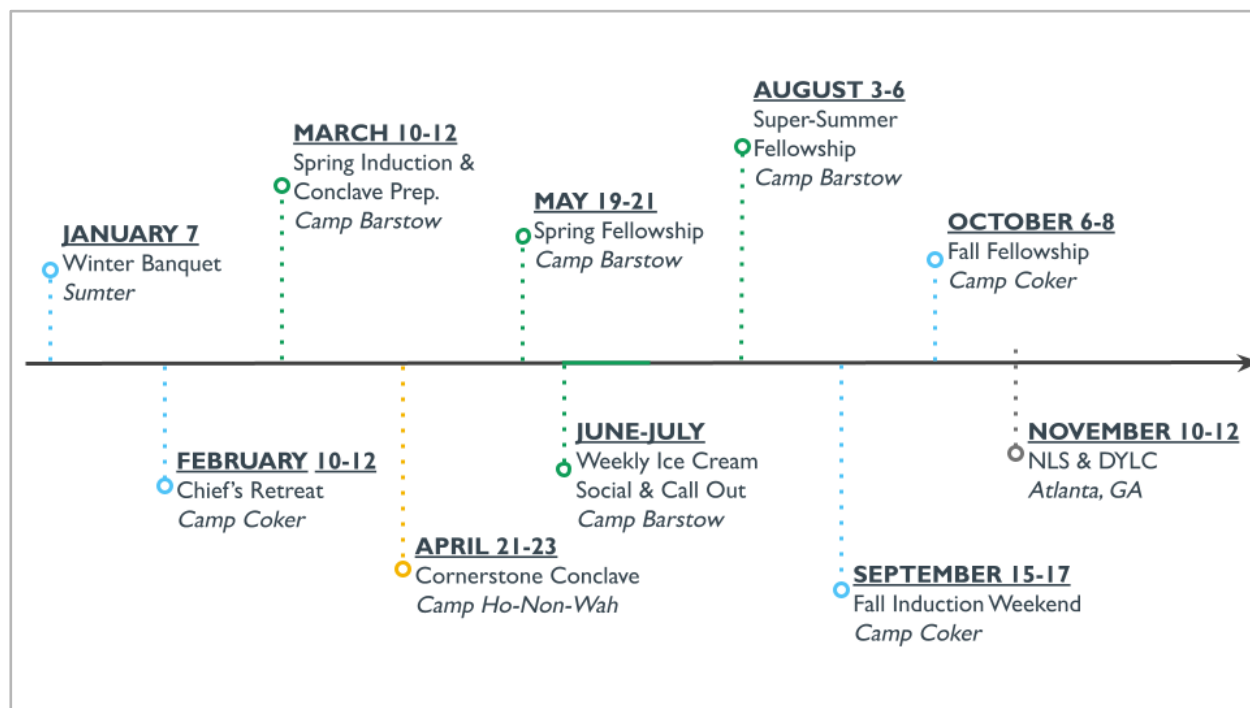 JANUARY 7
Winter Banquet
Sumter
FEBRUARY 10-12
Chief's Retreat
Camp Coker
MARCH 10-12
Spring Induction &
Conclave Prep.
Camp Barstow
APRIL 21-23
Cornerstone Conclave
Camp Ho-Non-Wah
MAY 19-21
Spring Fellowship
Camp Barstow
JUNE-JULY
Weekly Ice Cream
Social & Call Out
Camp Barstow
AUGUST 3-6
Super-Summer
Fellowship
Camp Barstow
SEPTEMBER 15-17
Fall Induction Weekend
Camp Coker
OCTOBER 6-8
Fall Fellowship
Camp Coker
NOVEMBER 10-12
NLS & DYLC
Atlanta, GA